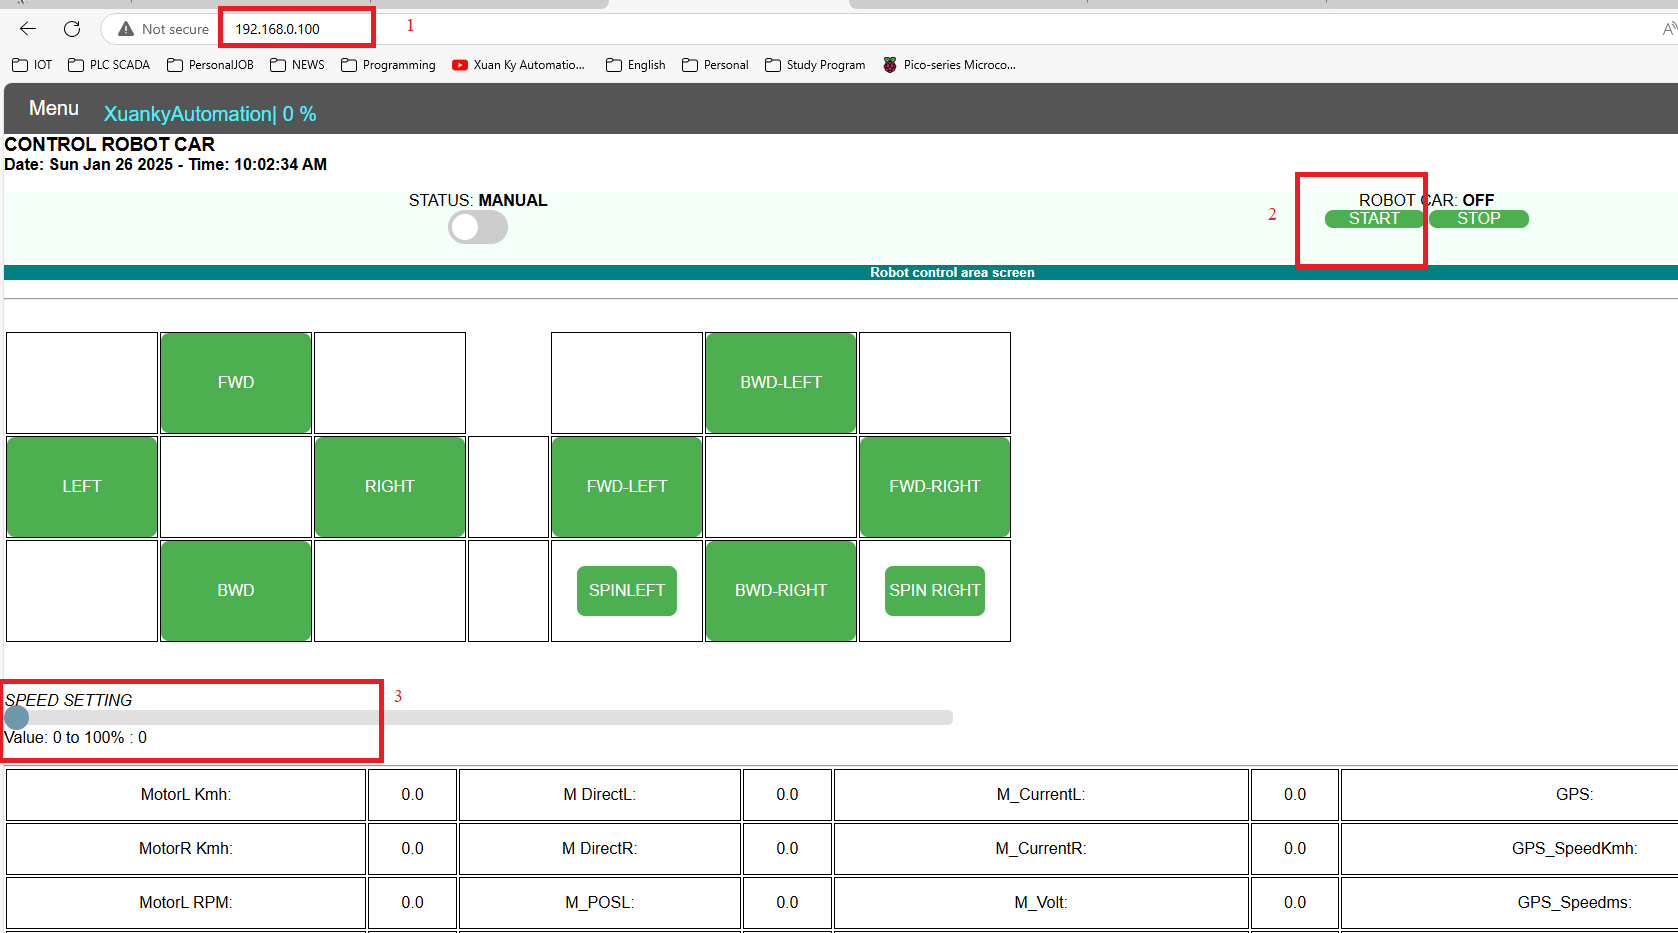 Not secure 192.168.0.100 1
IOT PLC SCADA PersonalJOB NEWS Programming Xuan Ky Automatio... English Personal Study Program Pico-series Microco...
Menu XuankyAutomation| 0 %
CONTROL ROBOT CAR
Date: Sun Jan 26 2025 - Time: 10:02:34 AM
STATUS: MANUAL ROBOT CAR: OFF
2 START STOP
Robot control area screen
FWD BWD-LEFT
LEFT RIGHT FWD-LEFT FWD-RIGHT
BWD SPINLEFT BWD-RIGHT SPIN RIGHT
SPEED SETTING 3
Value: 0 to 100% : 0
MotorL Kmh: 0.0 M DirectL: 0.0 M_CurrentL: 0.0 GPS:
MotorR Kmh: 0.0 M DirectR: 0.0 M_CurrentR: 0.0 GPS_SpeedKmh:
MotorL RPM: 0.0 M_POSL: 0.0 M_Volt: 0.0 GPS_Speedms: